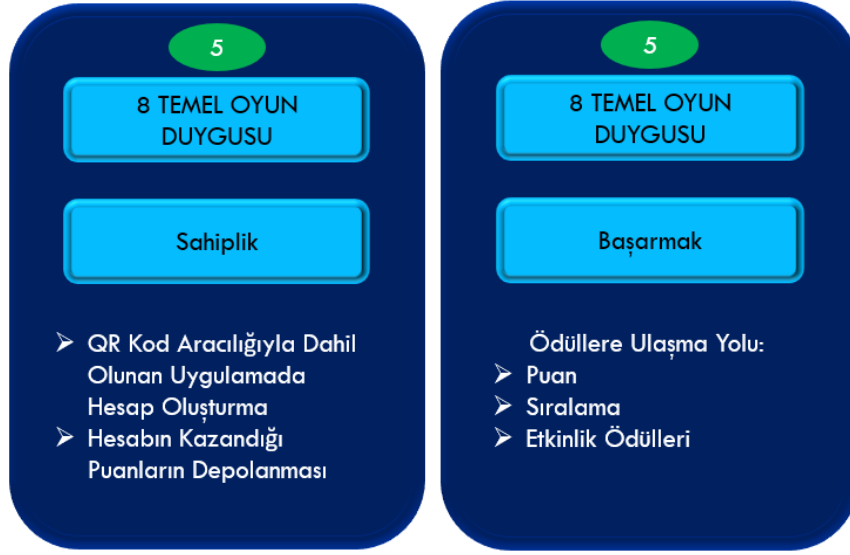 5
8 TEMEL OYUN
DUYGUSU
Sahiplik
➢ QR Kod Aracılığıyla Dahil
Olunan Uygulamada
Hesap Oluşturma
➢ Hesabın Kazandığı
Puanların Depolanması
5
8 TEMEL OYUN
DUYGUSU
Başarmak
Ödüllere Ulaşma Yolu:
➢ Puan
➢ Sıralama
➢ Etkinlik Ödülleri